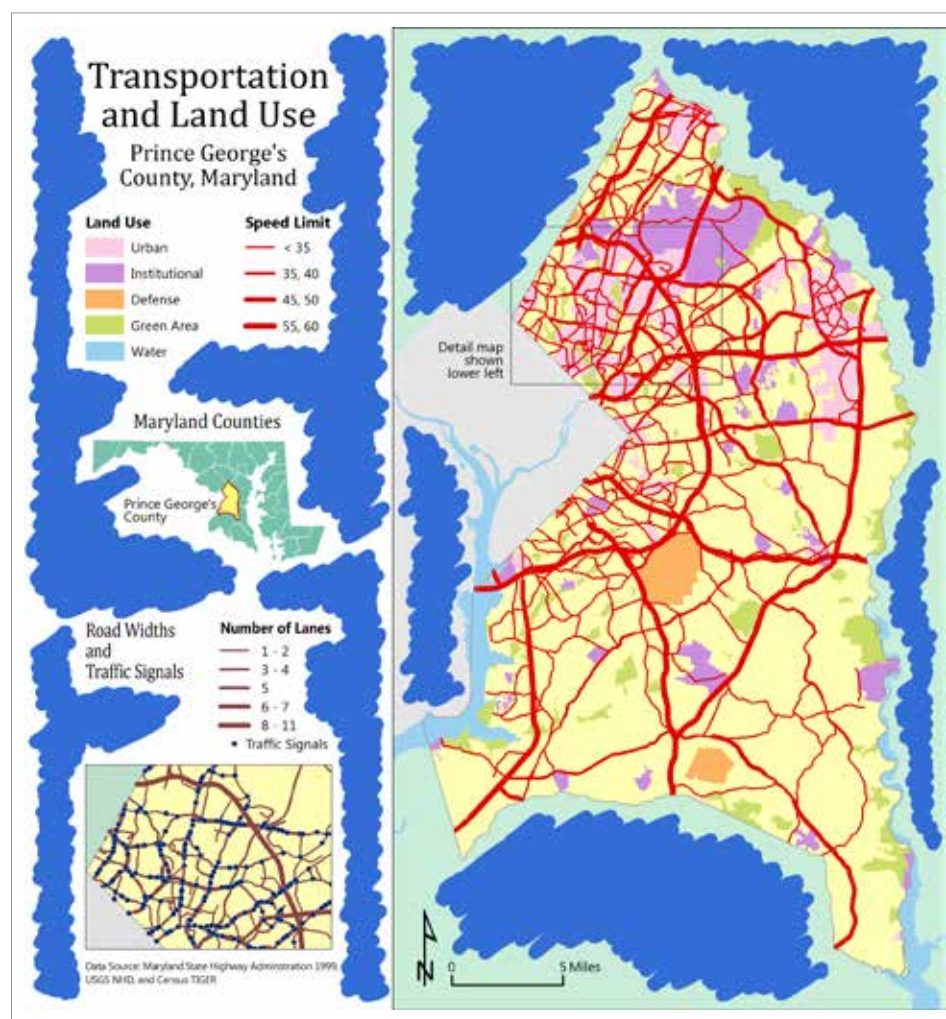 Transportation
and Land Use
Prince George's
County, Maryland
Land Use
Urban
Institutional
Defense
Green Area
Water
Speed Limit
< 35
35, 40
45, 50
55, 60
Detail map
shown
lower left
Maryland Counties
Prince George's
County
Road Widths
and
Traffic Signals
Number of Lanes
1 - 2
3 - 4
5
6 - 7
8 - 11
Traffic Signals
Data Source: Maryland State Highway Adminstration 1999,
USGS NHD, and Census TIGER
N
0
5 Miles